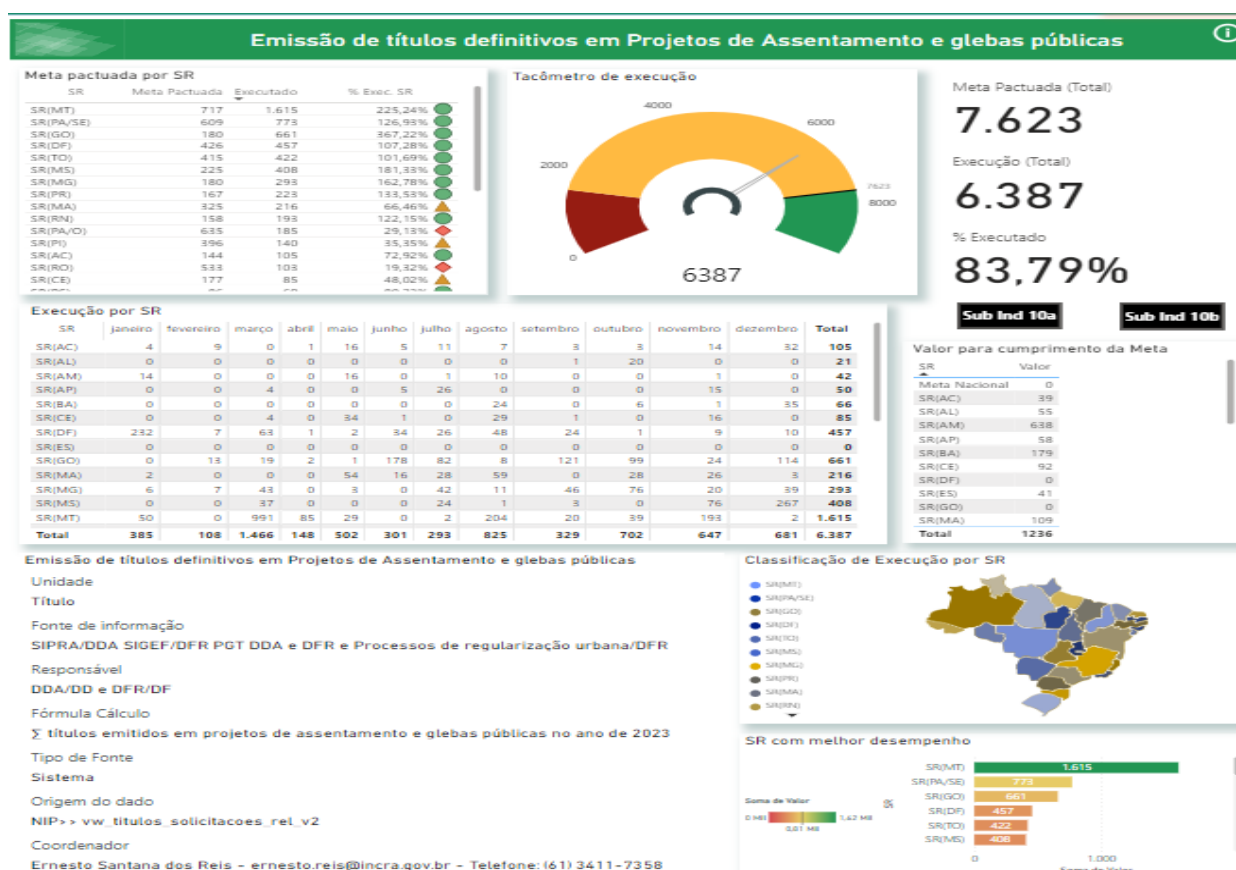 Emissão de títulos definitivos em Projetos de Assentamento e glebas públicas
Meta pactuada por SR
SR Meta Pactuada Executado % Exec. SR
SR(MT) 717 1.615 225,24%
SR(PA/SE) 609 773 126,93%
SR(GO) 180 661 367,22%
SR(DF) 426 457 107,28%
SR(TO) 415 422 101,69%
SR(MS) 225 408 181,33%
SR(MG) 180 293 162,78%
SR(PR) 167 223 133,53%
SR(MA) 325 216 66,46%
SR(RN) 158 193 122,15%
SR(PA/O) 635 185 29,13%
SR(PI) 396 140 35,35%
SR(AC) 144 105 72,92%
SR(RO) 533 103 19,32%
SR(CE) 177 85 48,02%
Tacômetro de execução
0
2000
4000
6000
7623
8000
6387
Meta Pactuada (Total)
7.623
Execução (Total)
6.387
% Executado
83,79%
Sub Ind 10a
Sub Ind 10b
Execução por SR
SR janeiro fevereiro março abril maio junho julho agosto setembro outubro novembro dezembro Total
SR(AC) 4 9 0 1 16 5 11 7 3 3 14 32 105
SR(AL) 0 0 0 0 0 0 0 0 1 20 0 0 21
SR(AM) 14 0 0 0 16 0 1 10 0 0 1 0 42
SR(AP) 0 0 4 0 0 5 26 0 0 0 15 0 50
SR(BA) 0 0 0 0 0 0 0 24 0 6 1 35 66
SR(CE) 0 0 4 0 34 1 0 29 1 0 16 0 85
SR(DF) 232 7 63 1 2 34 26 48 24 1 9 10 457
SR(ES) 0 0 0 0 0 0 0 0 0 0 0 0 0
SR(GO) 0 13 19 2 1 178 82 8 121 99 24 114 661
SR(MA) 2 0 0 0 54 16 28 59 0 28 26 3 216
SR(MG) 6 7 43 0 3 0 42 11 46 76 20 39 293
SR(MS) 0 0 37 0 0 0 24 1 3 0 76 267 408
SR(MT) 50 0 991 85 29 0 2 204 20 39 193 2 1.615
Total 385 108 1.466 148 502 301 293 825 329 702 647 681 6.387
Valor para cumprimento da Meta
SR Valor
Meta Nacional 0
SR(AC) 39
SR(AL) 55
SR(AM) 638
SR(AP) 58
SR(BA) 179
SR(CE) 92
SR(DF) 0
SR(ES) 41
SR(GO) 0
SR(MA) 109
Total 1236
Emissão de títulos definitivos em Projetos de Assentamento e glebas públicas
Unidade
Título
Fonte de informação
SIPRA/DDA SIGEF/DFR PGT DDA e DFR e Processos de regularização urbana/DFR
Responsável
DDA/DD e DFR/DF
Fórmula Cálculo
∑ títulos emitidos em projetos de assentamento e glebas públicas no ano de 2023
Tipo de Fonte
Sistema
Origem do dado
NIP>> vw_titulos_solicitacoes_rel_v2
Coordenador
Ernesto Santana dos Reis - ernesto.reis@incra.gov.br - Telefone: (61) 3411-7358
Classificação de Execução por SR
SR(MT)
SR(PA/SE)
SR(GO)
SR(DF)
SR(TO)
SR(MS)
SR(MG)
SR(PR)
SR(MA)
SR(RN)
SR com melhor desempenho
Soma de Valor
0 Mil 0,81 Mil 1,62 Mil
SR
SR(MT) 1.615
SR(PA/SE) 773
SR(GO) 661
SR(DF) 457
SR(TO) 422
SR(MS) 408
0 1.000
Soma de Valor